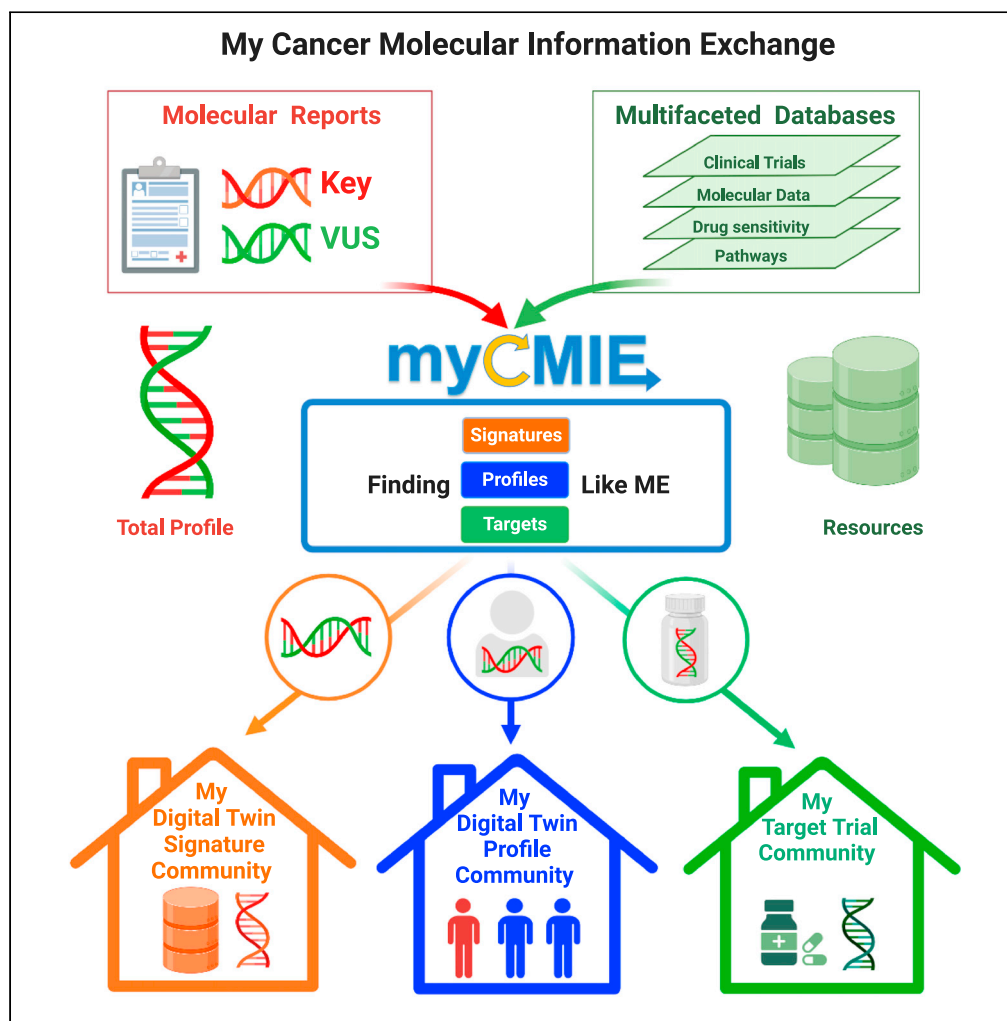 My Cancer Molecular Information Exchange
Molecular Reports
Key
VUS
Multifaceted Databases
Clinical Trials
Molecular Data
Drug sensitivity
Pathways
myCMIE
Total Profile
Finding
Signatures
Profiles
Targets
Like ME
Resources
My
Digital Twin
Signature
Community
My
Digital Twin
Profile
Community
My
Target Trial
Community